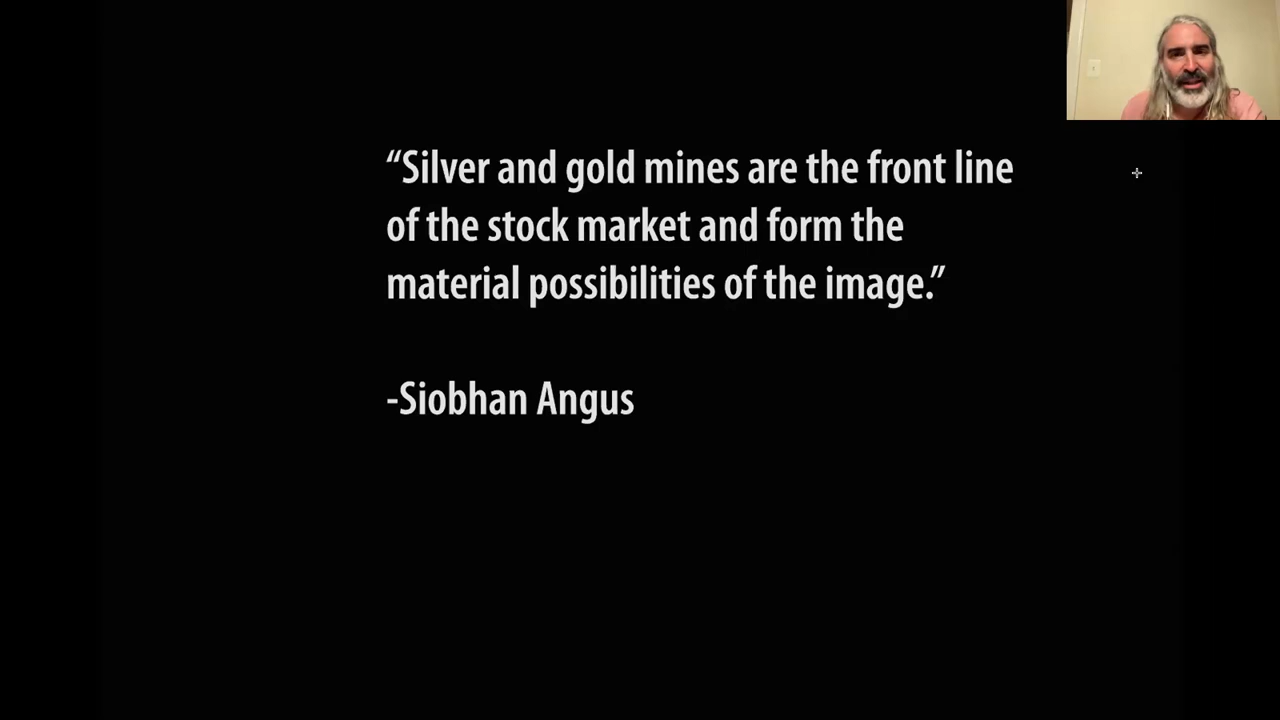 “Silver and gold mines are the front line
of the stock market and form the
material possibilities of the image.”
-Siobhan Angus